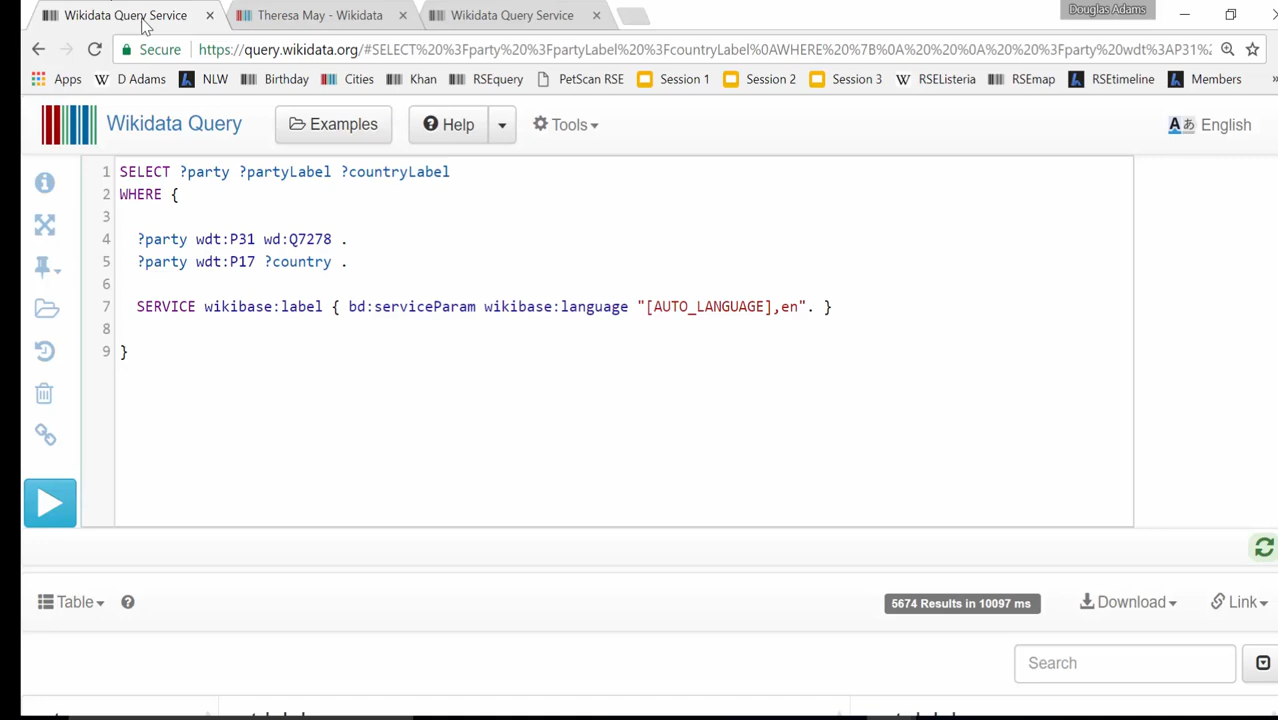 Wikidata Query Service
Theresa May - Wikidata
Wikidata Query Service
Douglas Adams
Secure https://query.wikidata.org/#SELECT%20%3Fparty%20%3FpartyLabel%20%3FcountryLabel%0AWHERE%20%7B%0A%20%20%0A%20%20%3Fparty%20wdt%3AP31%2
Apps D Adams NLW Birthday Cities Khan RSEquery PetScan RSE Session 1 Session 2 Session 3 RSEListeria RSEmap RSEtimeline Members »
Wikidata Query Examples Help Tools English
1 SELECT ?party ?partyLabel ?countryLabel
2 WHERE {
3
4 ?party wdt:P31 wd:Q7278 .
5 ?party wdt:P17 ?country .
6
7 SERVICE wikibase:label { bd:serviceParam wikibase:language "[AUTO_LANGUAGE],en". }
8
9 }
Table 5674 Results in 10097 ms Download Link
Search